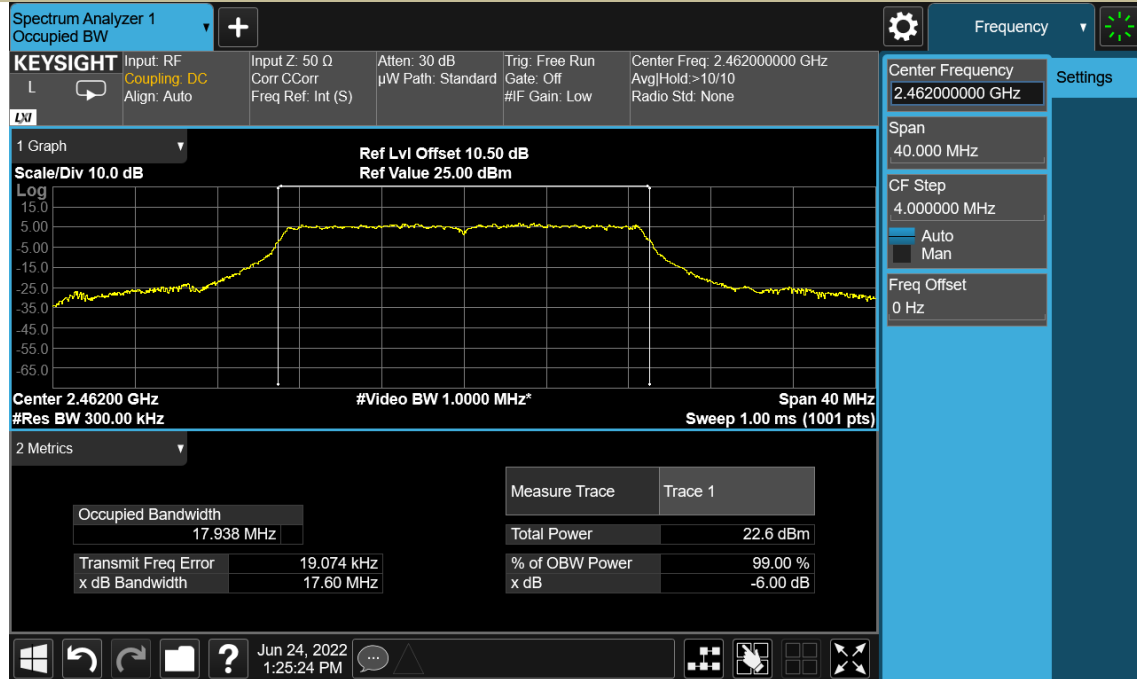 Spectrum Analyzer 1
Occupied BW
+
Frequency
KEYSIGHT
L
LXI
Input: RF
Coupling: DC
Align: Auto
Input Z: 50 Ω
Corr CCorr
Freq Ref: Int (S)
Atten: 30 dB
µW Path: Standard
Trig: Free Run
Gate: Off
#IF Gain: Low
Center Freq: 2.462000000 GHz
Avg|Hold:>10/10
Radio Std: None
Center Frequency
2.462000000 GHz
Settings
Span
40.000 MHz
CF Step
4.000000 MHz
Auto
Man
Freq Offset
0 Hz
1 Graph
Scale/Div 10.0 dB
Ref Lvl Offset 10.50 dB
Ref Value 25.00 dBm
Log
15.0
5.00
-5.00
-15.0
-25.0
-35.0
-45.0
-55.0
-65.0
Center 2.46200 GHz
#Video BW 1.0000 MHz*
Span 40 MHz
#Res BW 300.00 kHz
Sweep 1.00 ms (1001 pts)
2 Metrics
Measure Trace Trace 1
Occupied Bandwidth
17.938 MHz
Total Power 22.6 dBm
Transmit Freq Error 19.074 kHz
% of OBW Power 99.00 %
x dB Bandwidth 17.60 MHz
x dB -6.00 dB
?
Jun 24, 2022
1:25:24 PM